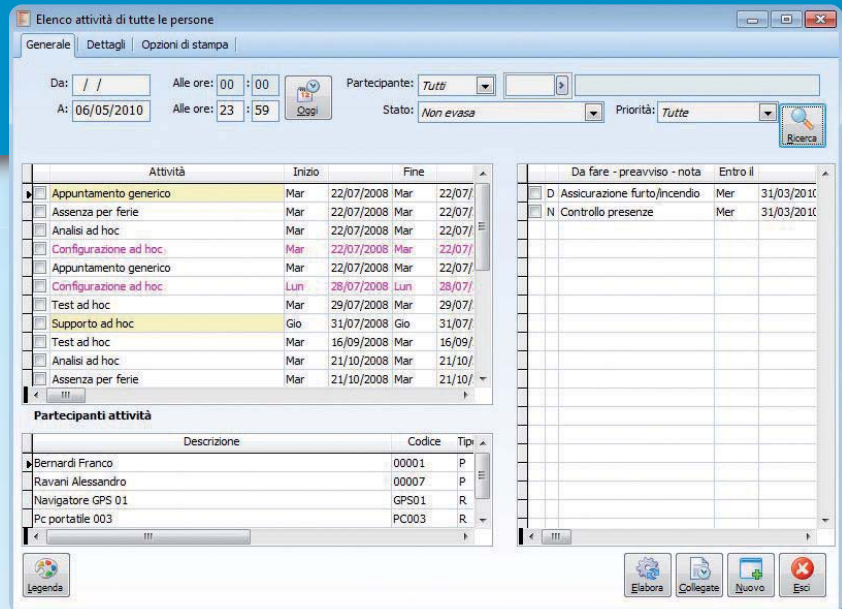 Elenco attività di tutte le persone
Generale Dettagli Opzioni di stampa
Da: / / Alle ore: 00 : 00 Oggi Partecipante: Tutti
A: 06/05/2010 Alle ore: 23 : 59 Stato: Non evasa Priorità: Tutte Ricerca
Attività Inizio Fine
Appuntamento generico Mar 22/07/2008 Mar 22/07/
Assenza per ferie Mar 22/07/2008 Mar 22/07/
Analisi ad hoc Mar 22/07/2008 Mar 22/07/
Configurazione ad hoc Mar 22/07/2008 Mar 22/07/
Appuntamento generico Mar 22/07/2008 Mar 22/07/
Configurazione ad hoc Lun 28/07/2008 Lun 28/07/
Test ad hoc Mar 29/07/2008 Mar 29/07/
Supporto ad hoc Gio 31/07/2008 Gio 31/07/
Test ad hoc Mar 16/09/2008 Mar 16/09/
Analisi ad hoc Mar 21/10/2008 Mar 21/10/
Assenza per ferie Mar 21/10/2008 Mar 21/10/
Da fare - preavviso - nota Entro il
D Assicurazione furto/incendio Mer 31/03/2010
N Controllo presenze Mer 31/03/2010
Partecipanti attività
Descrizione Codice Tipo
Bernardi Franco 00001 P
Ravani Alessandro 00007 P
Navigatore GPS 01 GPS01 R
Pc portatile 003 PC003 R
Legenda Elabora Collegate Nuovo Esci